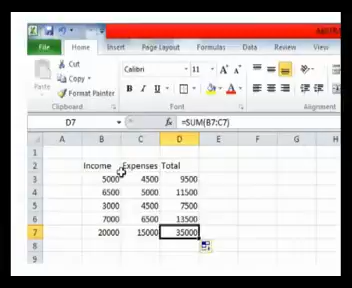 File Home Insert Page Layout Formulas Data Review View
Cut
Copy
Paste
Format Painter
Calibri 11 A A
B I U A
Clipboard Font Alignment
D7 fx =SUM(B7:C7)
A B C D E F G H
1
2 Income Expenses Total
3 5000 4500 9500
4 6500 5000 11500
5 3000 4500 7500
6 7000 6500 13500
7 20000 15000 35000
8
9